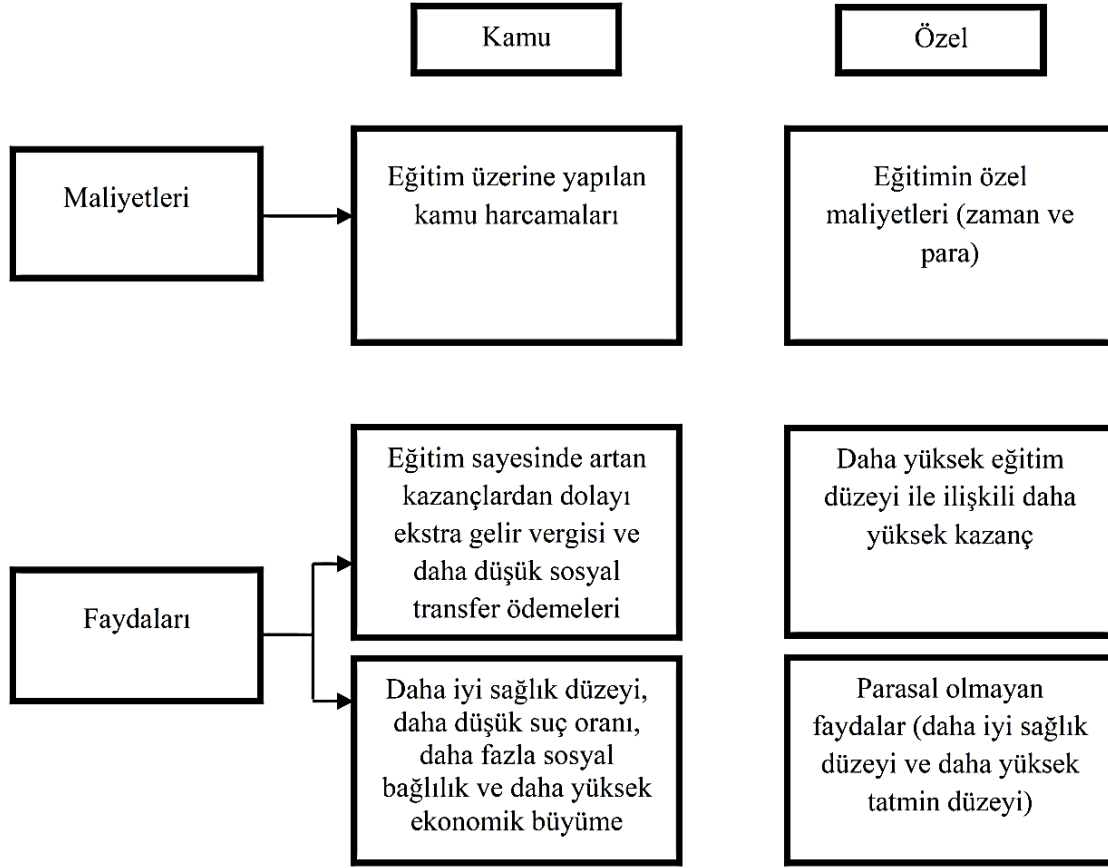 Kamu
Özel
Maliyetleri
Eğitim üzerine yapılan
kamu harcamaları
Eğitimin özel
maliyetleri (zaman ve
para)
Faydaları
Eğitim sayesinde artan
kazançlardan dolayı
ekstra gelir vergisi ve
daha düşük sosyal
transfer ödemeleri
Daha yüksek eğitim
düzeyi ile ilişkili daha
yüksek kazanç
Daha iyi sağlık düzeyi,
daha düşük suç oranı,
daha fazla sosyal
bağlılık ve daha yüksek
ekonomik büyüme
Parasal olmayan
faydalar (daha iyi sağlık
düzeyi ve daha yüksek
tatmin düzeyi)